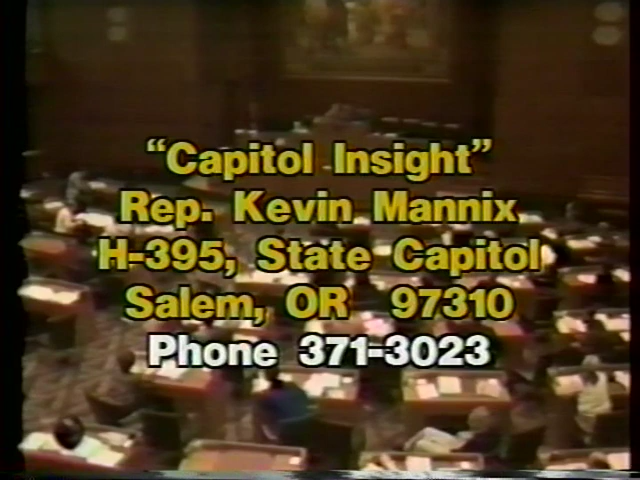 “Capitol Insight”
Rep. Kevin Mannix
H-395, State Capitol
Salem, OR 97310
Phone 371-3023